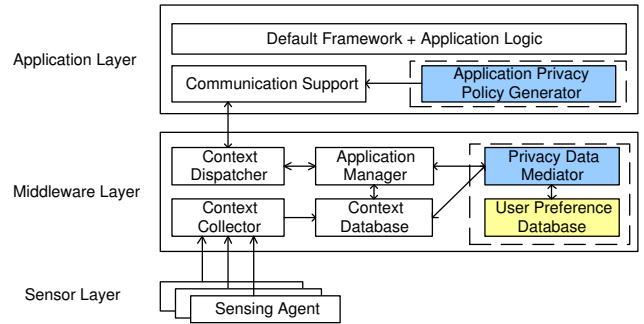 Default Framework + Application Logic
Application Layer
Communication Support
Application Privacy
Policy Generator
Context
Dispatcher
Application
Manager
Privacy Data
Mediator
Middleware Layer
Context
Collector
Context
Database
User Preference
Database
Sensor Layer
Sensing Agent